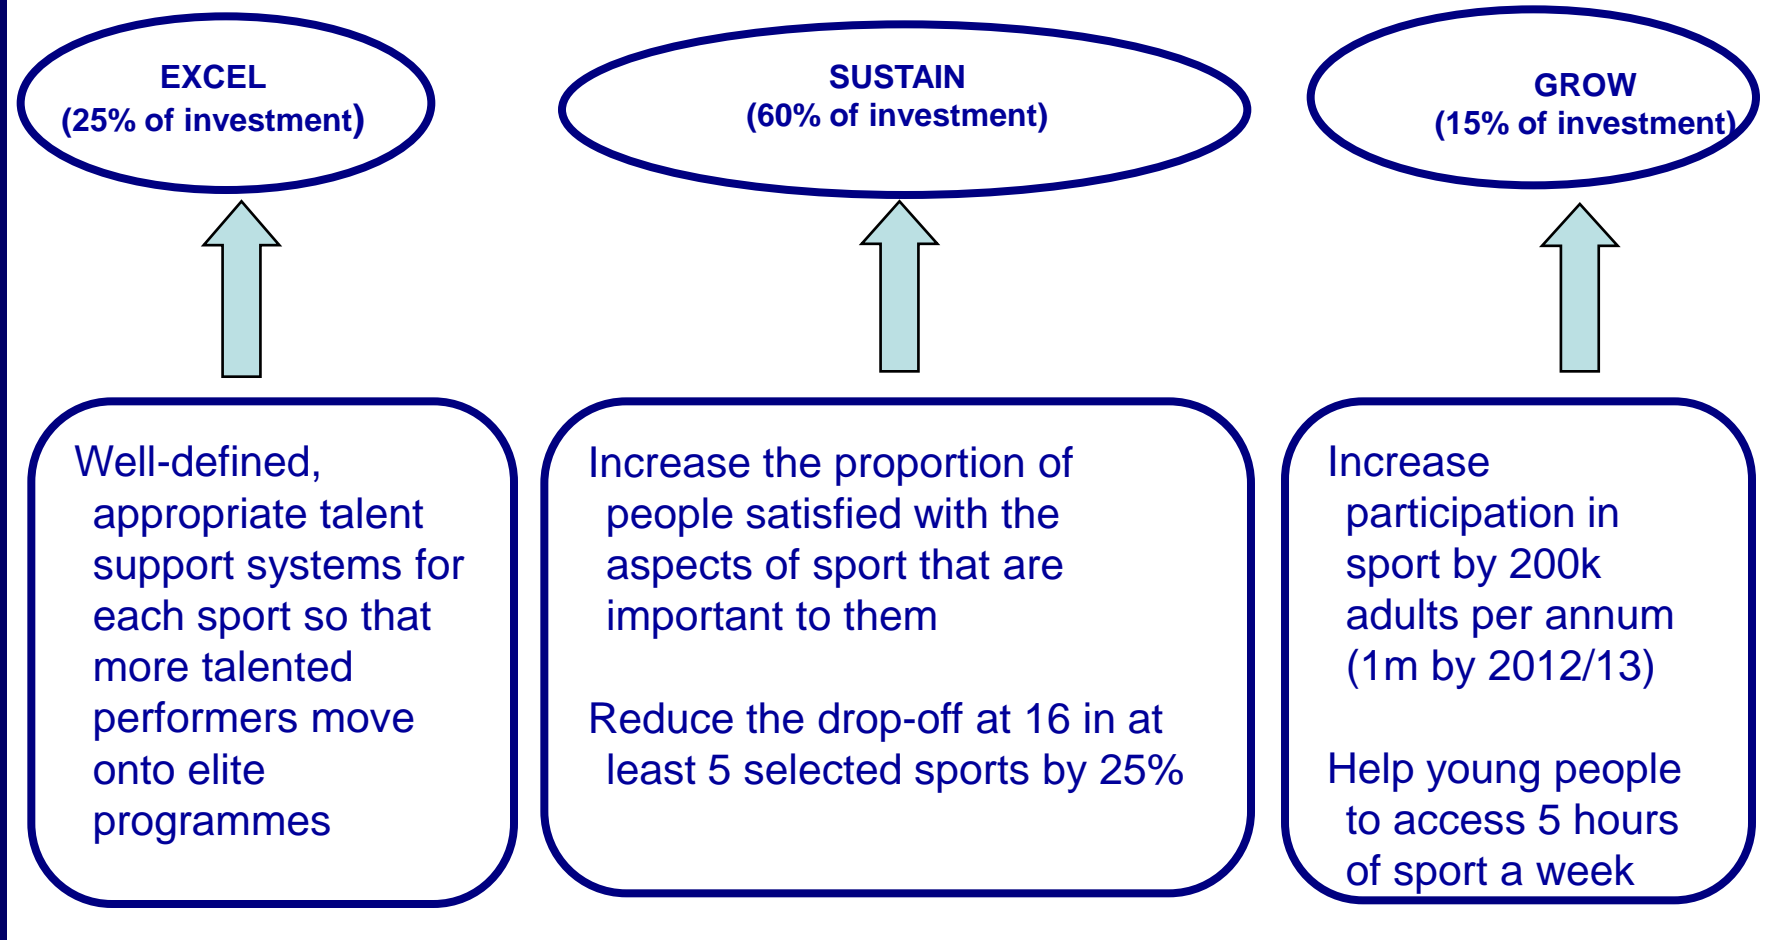 EXCEL
(25% of investment)
SUSTAIN
(60% of investment)
GROW
(15% of investment)
Well-defined,
appropriate talent
support systems for
each sport so that
more talented
performers move
onto elite
programmes
Increase the proportion of
people satisfied with the
aspects of sport that are
important to them
Reduce the drop-off at 16 in at
least 5 selected sports by 25%
Increase
participation in
sport by 200k
adults per annum
(1m by 2012/13)
Help young people
to access 5 hours
of sport a week